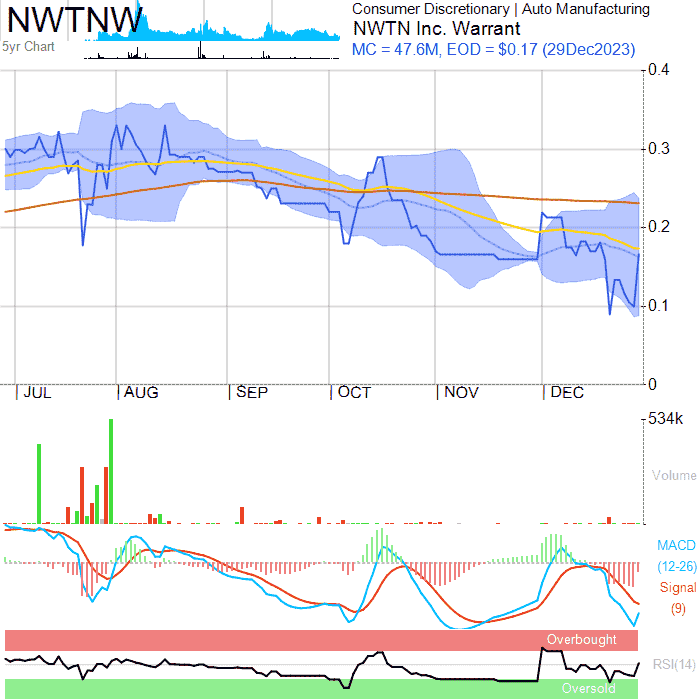 NWTNW
5yr Chart
Consumer Discretionary | Auto Manufacturing
NWTN Inc. Warrant
MC = 47.6M, EOD = $0.17 (29Dec2023)
0.4
0.3
0.2
0.1
0
JUL
AUG
SEP
OCT
NOV
DEC
534k
Volume
MACD
(12-26)
Signal
(9)
Overbought
RSI(14)
Oversold